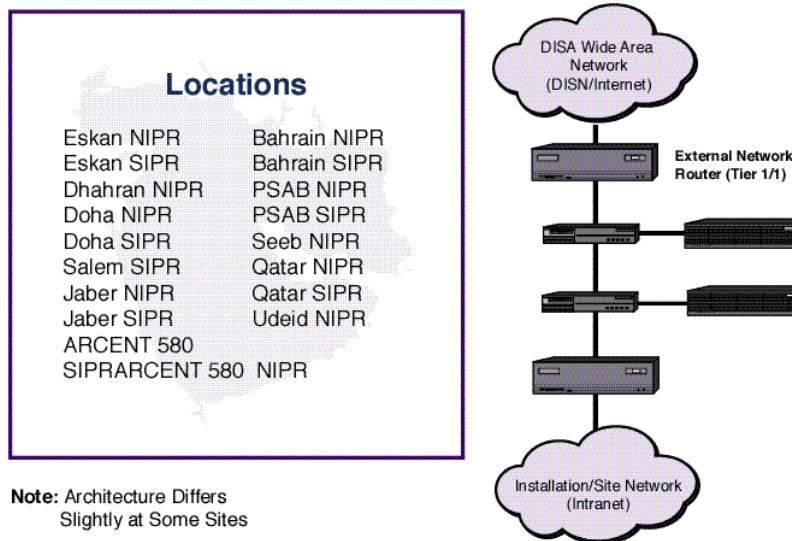 Locations
Eskan NIPR
Eskan SIPR
Dhahran NIPR
Doha NIPR
Doha SIPR
Salem SIPR
Jaber NIPR
Jaber SIPR
ARCENT 580
SIPRARCENT 580 NIPR
Bahrain NIPR
Bahrain SIPR
PSAB NIPR
PSAB SIPR
Seeb NIPR
Qatar NIPR
Qatar SIPR
Udeid NIPR
Note: Architecture Differs
Slightly at Some Sites
DISA Wide Area
Network
(DISN/Internet)
External Network
Router (Tier 1/1)
Installation/Site Network
(Intranet)